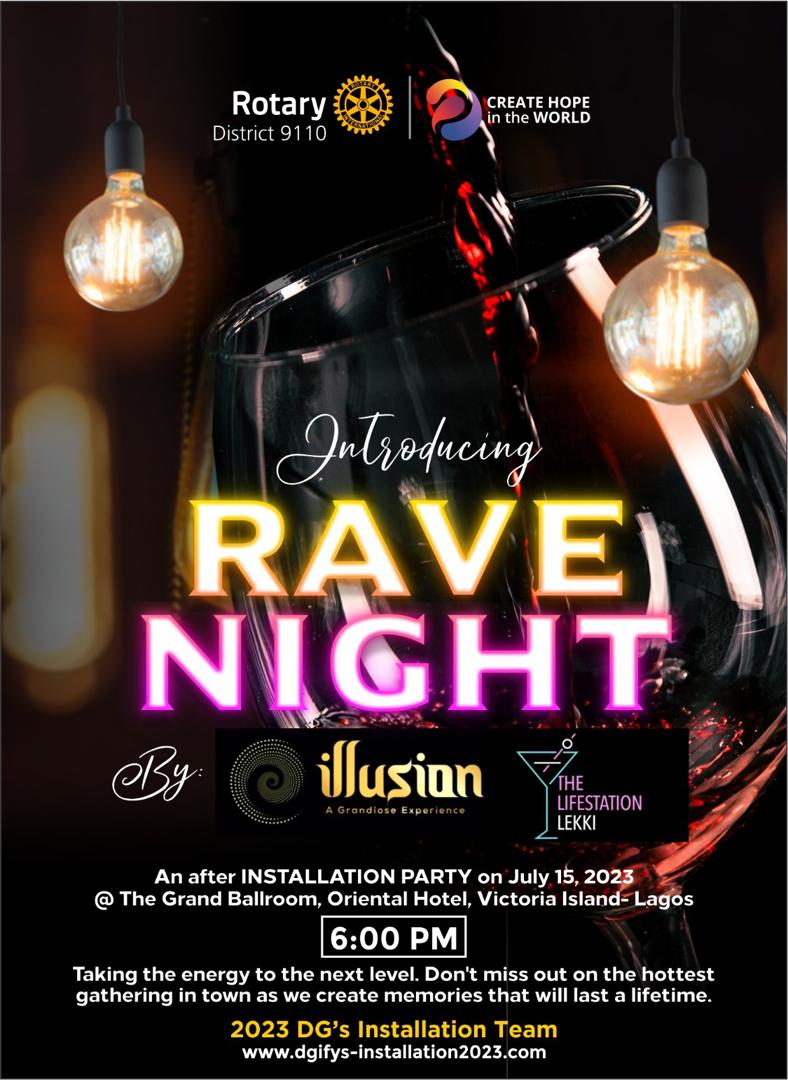 Rotary
District 9110
ROTARY
INTERNATIONAL
CREATE HOPE
in the WORLD
Introducing
RAVE
NIGHT
By:
illusion
A Grandiose Experience
THE
LIFESTATION
LEKKI
An after INSTALLATION PARTY on July 15, 2023
@ The Grand Ballroom, Oriental Hotel, Victoria Island- Lagos
6:00 PM
Taking the energy to the next level. Don't miss out on the hottest
gathering in town as we create memories that will last a lifetime.
2023 DG's Installation Team
www.dgifys-installation2023.com